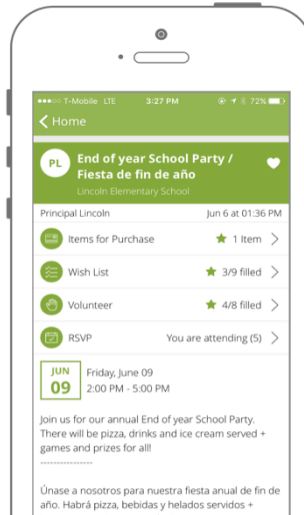 T-Mobile LTE 3:27 PM 72%
Home
PL
End of year School Party /
Fiesta de fin de año
Lincoln Elementary School
Principal Lincoln Jun 6 at 01:36 PM
Items for Purchase 1 Item
Wish List 3/9 filled
Volunteer 4/8 filled
RSVP You are attending (5)
JUN
09
Friday, June 09
2:00 PM - 5:00 PM
Join us for our annual End of year School Party.
There will be pizza, drinks and ice cream served +
games and prizes for all!
----------------
Únase a nosotros para nuestra fiesta anual de fin de
año. Habrá pizza, bebidas y helados servidos +